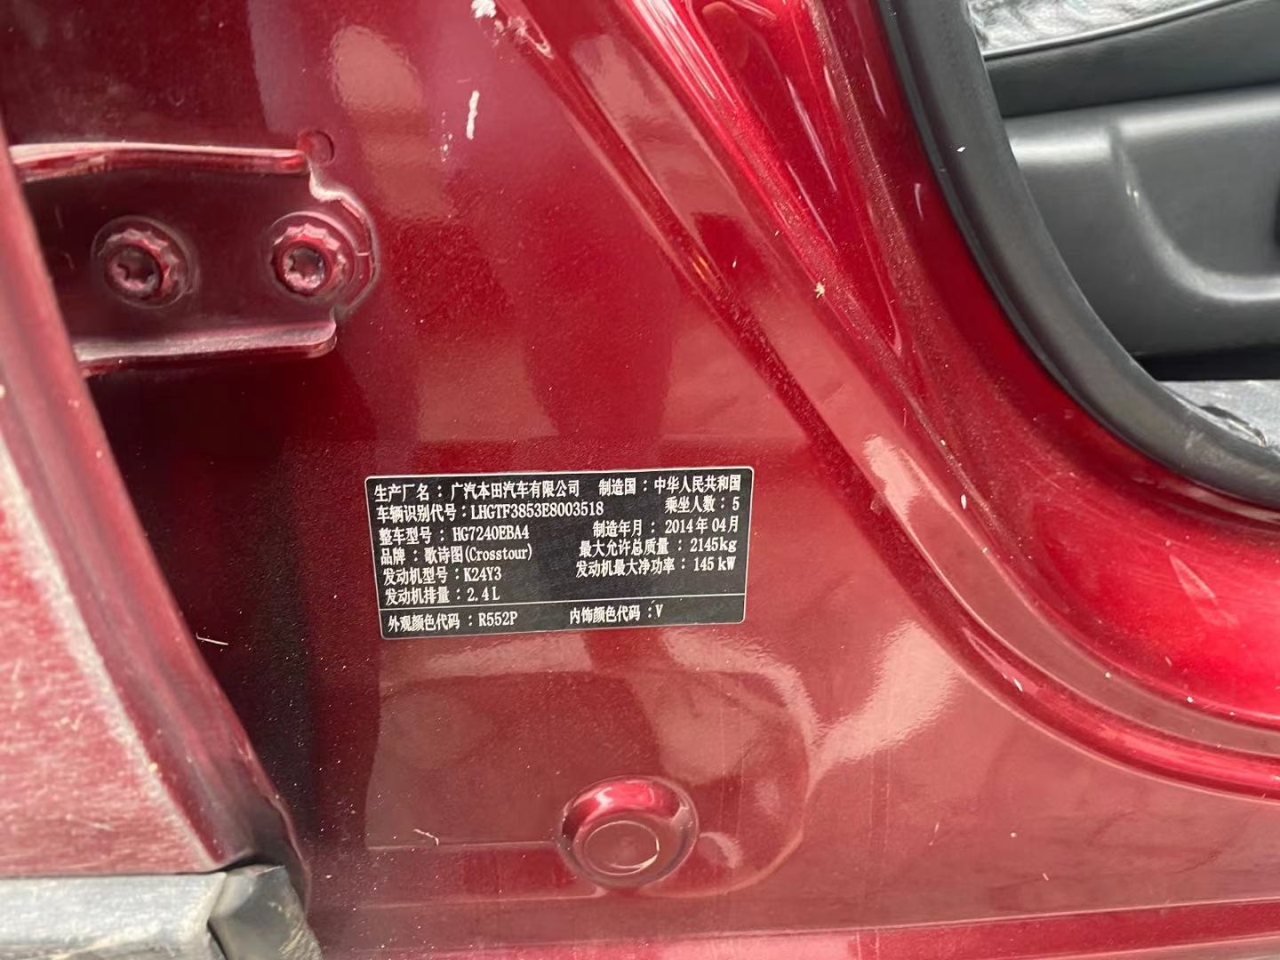 生产厂名：广汽本田汽车有限公司 制造国：中华人民共和国
车辆识别代号：LHGTF3853E8003518 乘坐人数：5
整车型号：HG7240EBA4 制造年月：2014年04月
品牌：歌诗图(Crosstour) 最大允许总质量：2145kg
发动机型号：K24Y3 发动机最大净功率：145kW
发动机排量：2.4L
外观颜色代码：R552P 内饰颜色代码：V